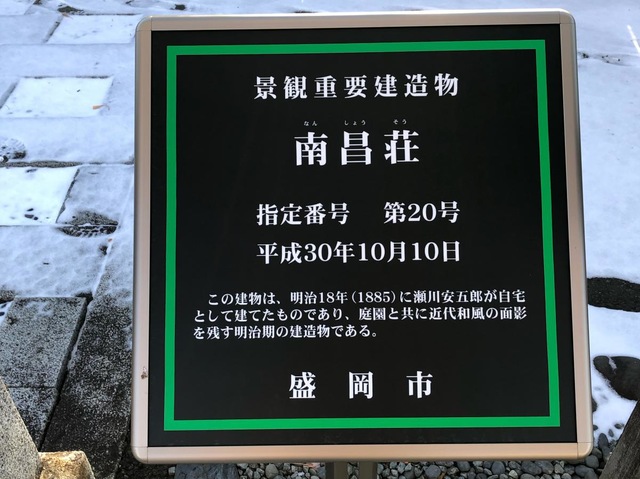 景観重要建造物
なん しょう そう
南昌荘
指定番号 第20号
平成30年10月10日
この建物は、明治18年(1885)に瀬川安五郎が自宅
として建てたものであり、庭園と共に近代和風の面影
を残す明治期の建造物である。
盛岡市